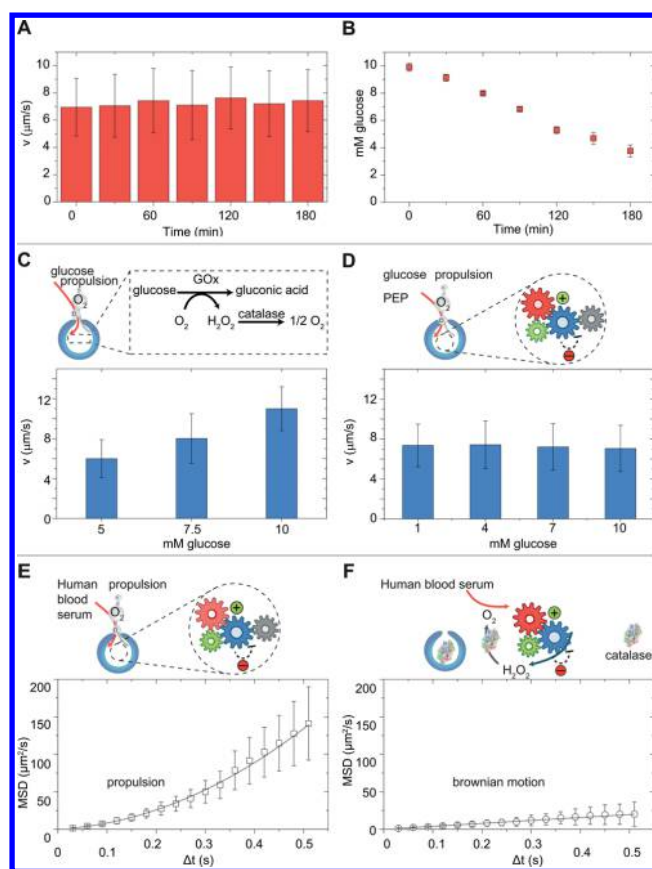 A
v (μm/s)
10
8
6
4
2
0
0
60
120
180
Time (min)
B
mM glucose
10
8
6
4
2
0
0
60
120
180
Time (min)
C
glucose
propulsion
O2
GOx
glucose gluconic acid
O2 H2O2 catalase 1/2 O2
v (μm/s)
12
8
4
0
5 7.5 10
mM glucose
D
glucose propulsion
PEP O2
+
−
v (μm/s)
12
8
4
0
1 4 7 10
mM glucose
E
Human propulsion
blood
serum
O2
+
−
MSD (μm²/s)
200
150
100
50
0
propulsion
0 0.1 0.2 0.3 0.4 0.5
Δt (s)
F
Human blood serum
O2
+
H2O2
−
catalase
MSD (μm²/s)
200
150
100
50
0
brownian motion
0 0.1 0.2 0.3 0.4 0.5
Δt (s)